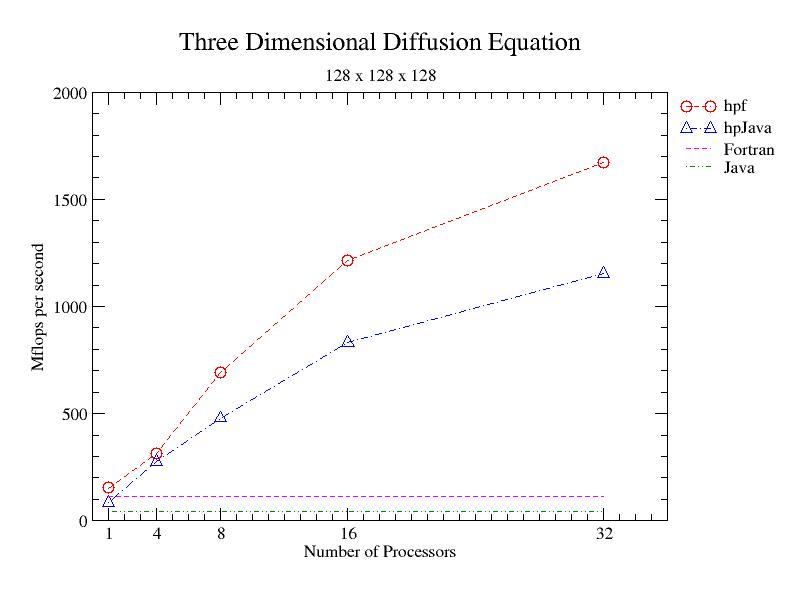 Three Dimensional Diffusion Equation
128 x 128 x 128
2000
1500
1000
500
0
Mflops per second
1 4 8 16 32
Number of Processors
hpf
hpJava
Fortran
Java